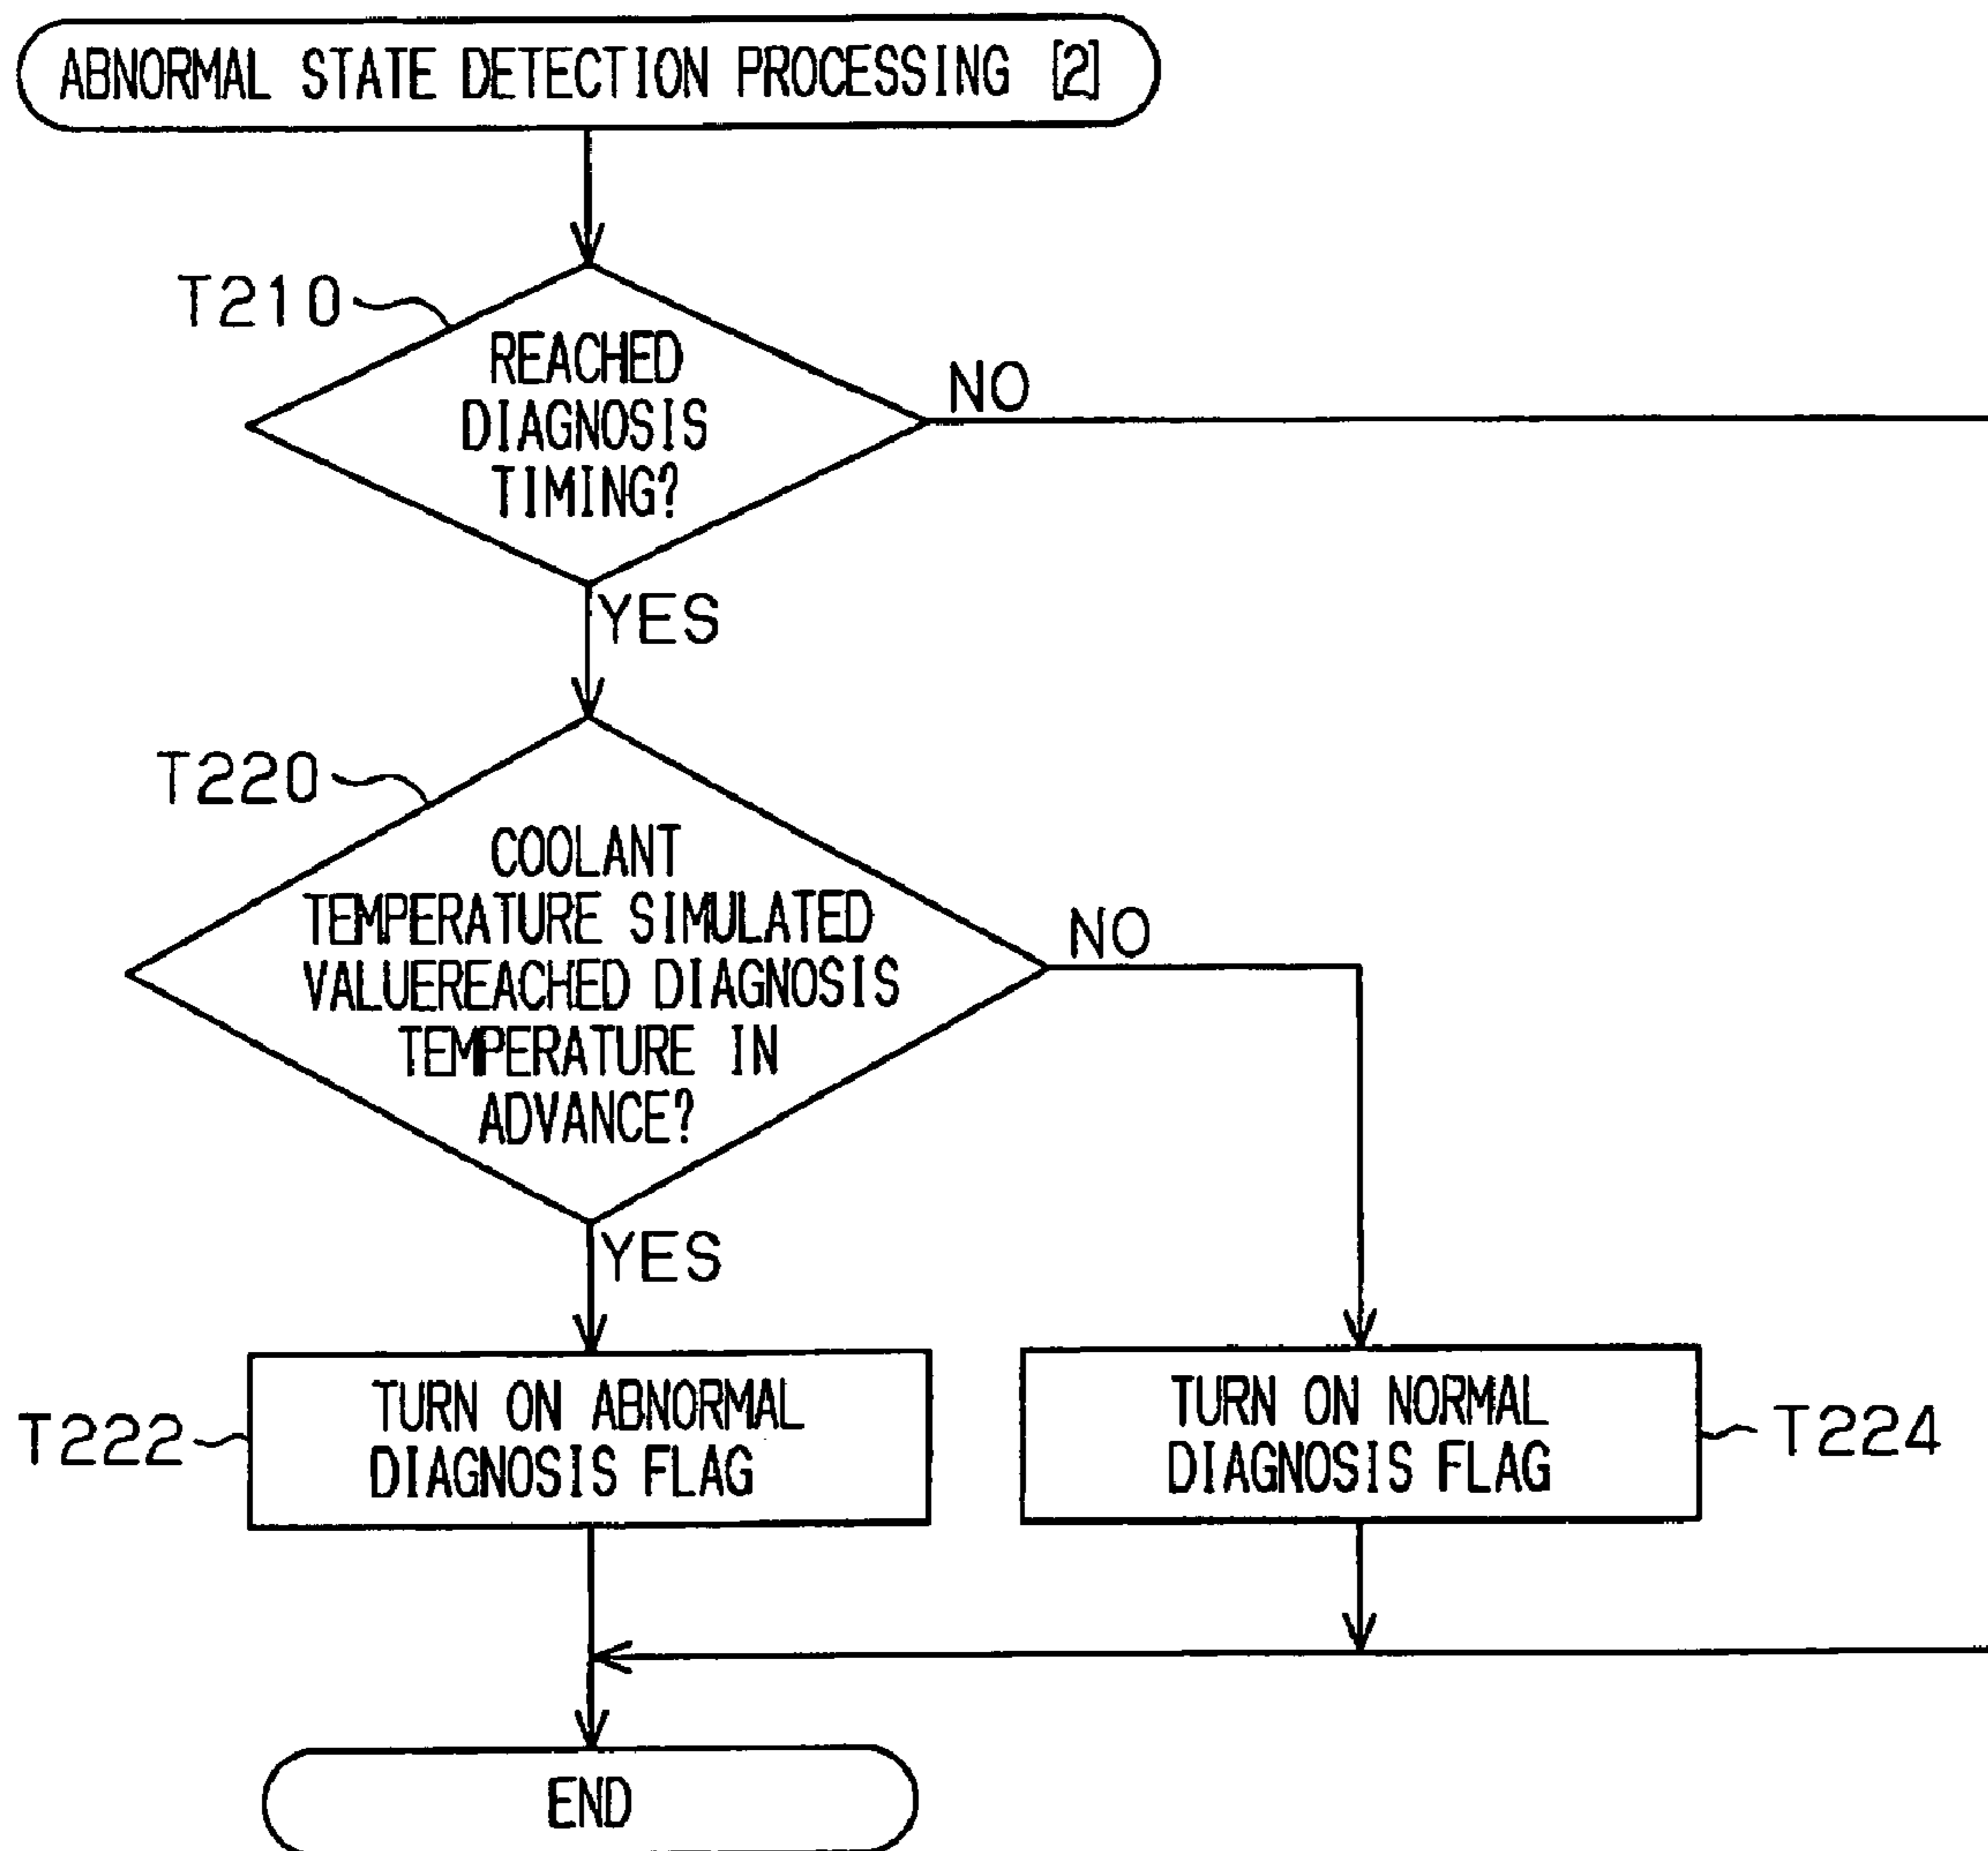 ABNORMAL STATE DETECTION PROCESSING [2]
T210
REACHED
DIAGNOSIS
TIMING?
NO
YES
T220
COOLANT
TEMPERATURE SIMULATED
VALUEREACHED DIAGNOSIS
TEMPERATURE IN
ADVANCE?
NO
YES
T222
TURN ON ABNORMAL
DIAGNOSIS FLAG
TURN ON NORMAL
DIAGNOSIS FLAG
T224
END